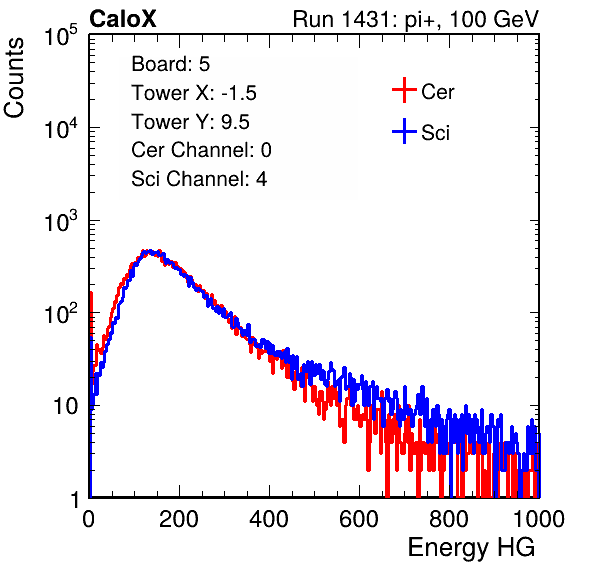 CaloX Run 1431: pi+, 100 GeV
Counts
Board: 5
Tower X: -1.5
Tower Y: 9.5
Cer Channel: 0
Sci Channel: 4
Cer
Sci
10^5
10^4
10^3
10^2
10
1
0 200 400 600 800 1000
Energy HG